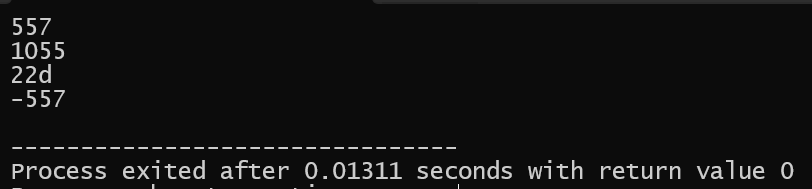 557
1055
22d
-557
--------------------------------
Process exited after 0.01311 seconds with return value 0